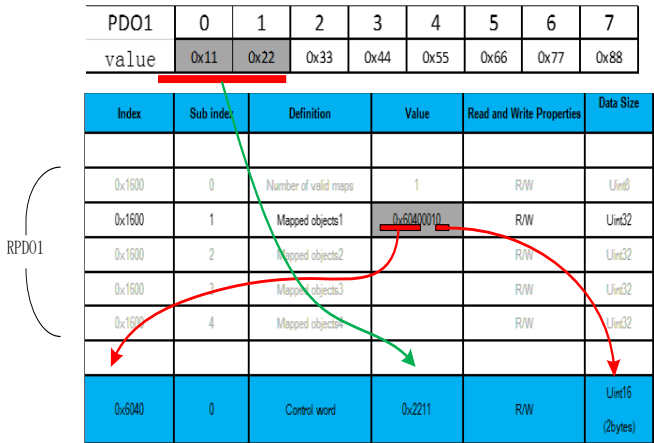 PDO1 0 1 2 3 4 5 6 7
value 0x11 0x22 0x33 0x44 0x55 0x66 0x77 0x88
Index Sub index Definition Value Read and Write Properties Data Size
0x1600 0 Number of valid maps 1 R/W Uint8
0x1600 1 Mapped objects1 0x60400010 R/W Uint32
0x1600 2 Mapped objects2 R/W Uint32
RPDO1
0x1600 3 Mapped objects3 R/W Uint32
0x1600 4 Mapped objects4 R/W Uint32
0x6040 0 Control word 0x2211 R/W Uint16
(2bytes)